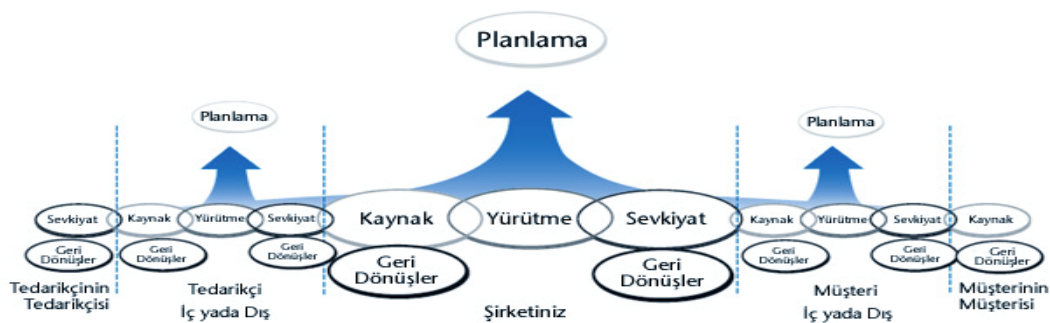 Planlama
Planlama
Planlama
Sevkiyat
Kaynak
Yürütme
Sevkiyat
Kaynak
Yürütme
Sevkiyat
Kaynak
Yürütme
Sevkiyat
Kaynak
Geri
Dönüşler
Geri
Dönüşler
Geri
Dönüşler
Geri
Dönüşler
Geri
Dönüşler
Geri
Dönüşler
Geri
Dönüşler
Geri
Dönüşler
Tedarikçinin
Tedarikçisi
Tedarikçi
İç yada Dış
Şirketiniz
Müşteri
İç yada Dış
Müşterinin
Müşterisi